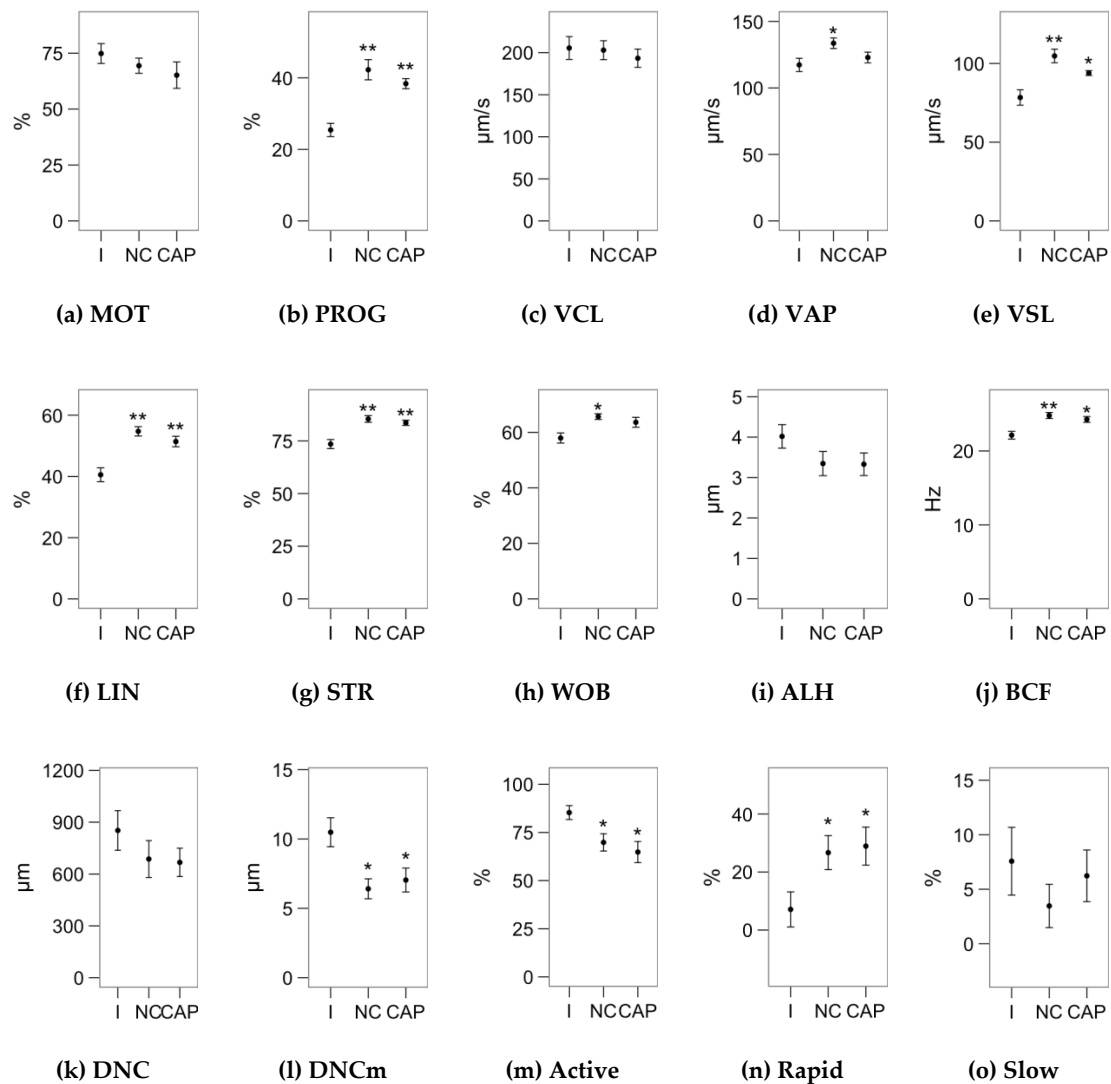 75
50
25
0
%
I NC CAP
(a) MOT
40
20
0
%
**
**
I NC CAP
(b) PROG
200
150
100
50
0
µm/s
I NC CAP
(c) VCL
150
100
50
0
µm/s
*
I NC CAP
(d) VAP
100
50
0
µm/s
**
*
I NC CAP
(e) VSL
60
40
20
0
%
**
**
I NC CAP
(f) LIN
75
50
25
0
%
**
**
I NC CAP
(g) STR
60
40
20
0
%
*
I NC CAP
(h) WOB
5
4
3
2
1
0
µm
I NC CAP
(i) ALH
20
10
0
Hz
**
*
I NC CAP
(j) BCF
1200
900
600
300
0
µm
I NC CAP
(k) DNC
15
10
5
0
µm
*
*
I NC CAP
(l) DNCm
100
75
50
25
0
%
*
*
I NC CAP
(m) Active
40
20
0
%
*
*
I NC CAP
(n) Rapid
15
10
5
0
%
I NC CAP
(o) Slow